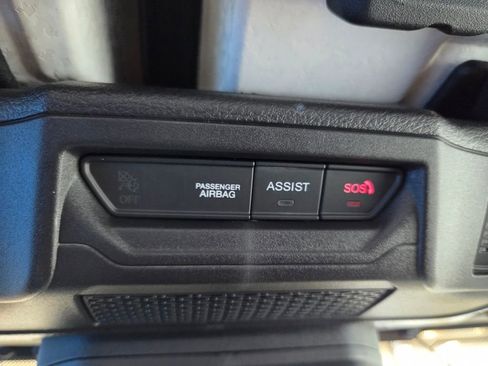 OFF
PASSENGER
AIRBAG
ASSIST
SOS